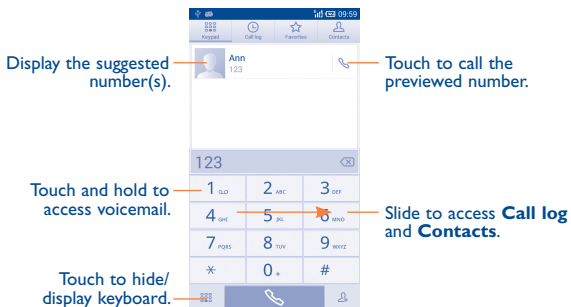 09:59
Keypad Call log Favorites Contacts
Display the suggested
number(s).
Ann
123
Touch to call the
previewed number.
123
1 2 ABC 3 DEF
Touch and hold to
access voicemail.
4 GHI 5 JKL 6 MNO
Slide to access Call log
and Contacts.
7 PQRS 8 TUV 9 WXYZ
* 0 + #
Touch to hide/
display keyboard.